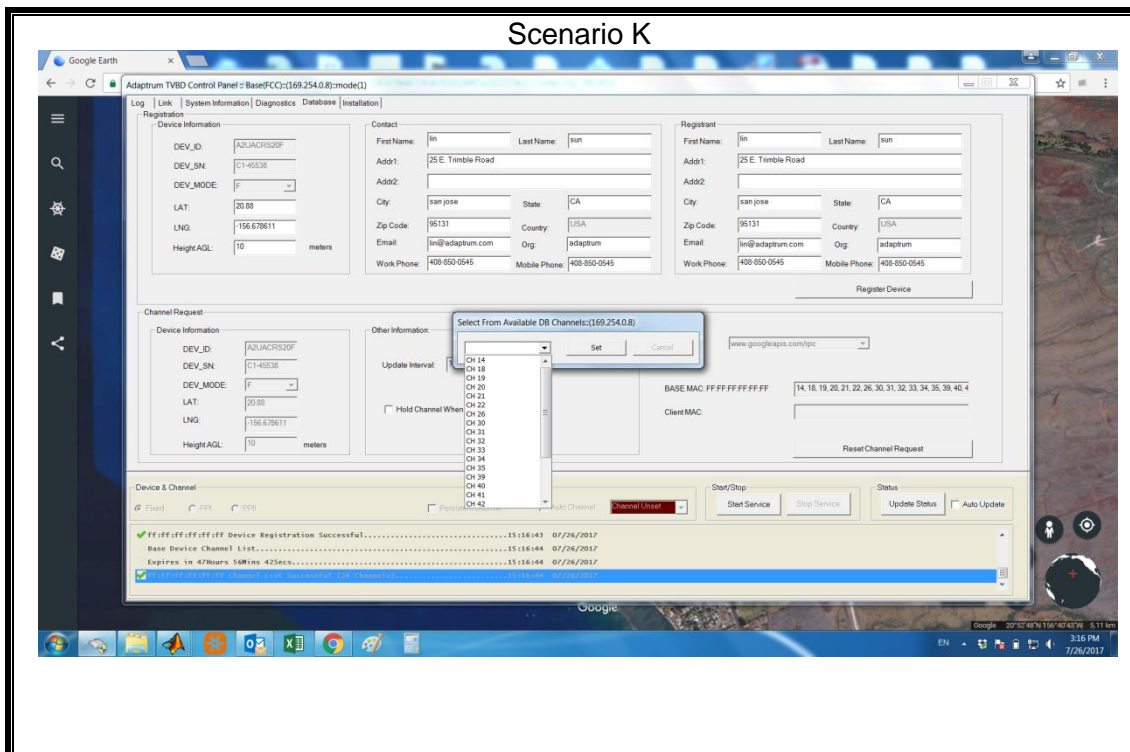 Scenario K
Google Earth
Adaptrum TVBD Control Panel :: Base(FCC)::(169.254.0.8)::mode(1)
Log Link System Information Diagnostics Database Installation
Registration
Device Information
DEV_ID: A2UACRS20F
DEV_SN: C1-45538
DEV_MODE: F
LAT: 20.88
LNG: -156.678611
Height AGL: 10 meters
Contact
First Name: lin Last Name: sun
Addr1: 25 E. Trimble Road
Addr2:
City: san jose State: CA
Zip Code: 95131 Country: USA
Email: lin@adaptrum.com Org: adaptrum
Work Phone: 408-850-0545 Mobile Phone: 408-850-0545
Registrant
First Name: lin Last Name: sun
Addr1: 25 E. Trimble Road
Addr2:
City: san jose State: CA
Zip Code: 95131 Country: USA
Email: lin@adaptrum.com Org: adaptrum
Work Phone: 408-850-0545 Mobile Phone: 408-850-0545
Register Device
Channel Request
Device Information
DEV_ID: A2UACRS20F
DEV_SN: C1-45538
DEV_MODE: F
LAT: 20.88
LNG: -156.678611
Height AGL: 10 meters
Other Information:
Update Interval:
Hold Channel When
Select From Available DB Channels::(169.254.0.8)
Set Cancel
CH 14
CH 18
CH 19
CH 20
CH 21
CH 22
CH 26
CH 30
CH 31
CH 32
CH 33
CH 34
CH 35
CH 39
CH 40
CH 41
CH 42
www.googleapis.com/rpc
BASE MAC: FF:FF:FF:FF:FF:FF 14, 18, 19, 20, 21, 22, 26, 30, 31, 32, 33, 34, 35, 39, 40, 4
Client MAC:
Reset Channel Request
Device & Channel
Fixed PPI PPII
Auto Channel Channel Unset
Start/Stop
Start Service Stop Service
Status
Update Status Auto Update
ff:ff:ff:ff:ff:ff Device Registration Successful...................................15:16:43 07/26/2017
Base Device Channel List...................................15:16:44 07/26/2017
Expires in 47Hours 56Mins 42Secs...................................15:16:44 07/26/2017
ff:ff:ff:ff:ff:ff Channel List Successful (24 Channels)...................................15:16:44 07/26/2017
Google
Google 20°52'48"N 156°40'43"W 5.11 km
EN 3:16 PM
7/26/2017